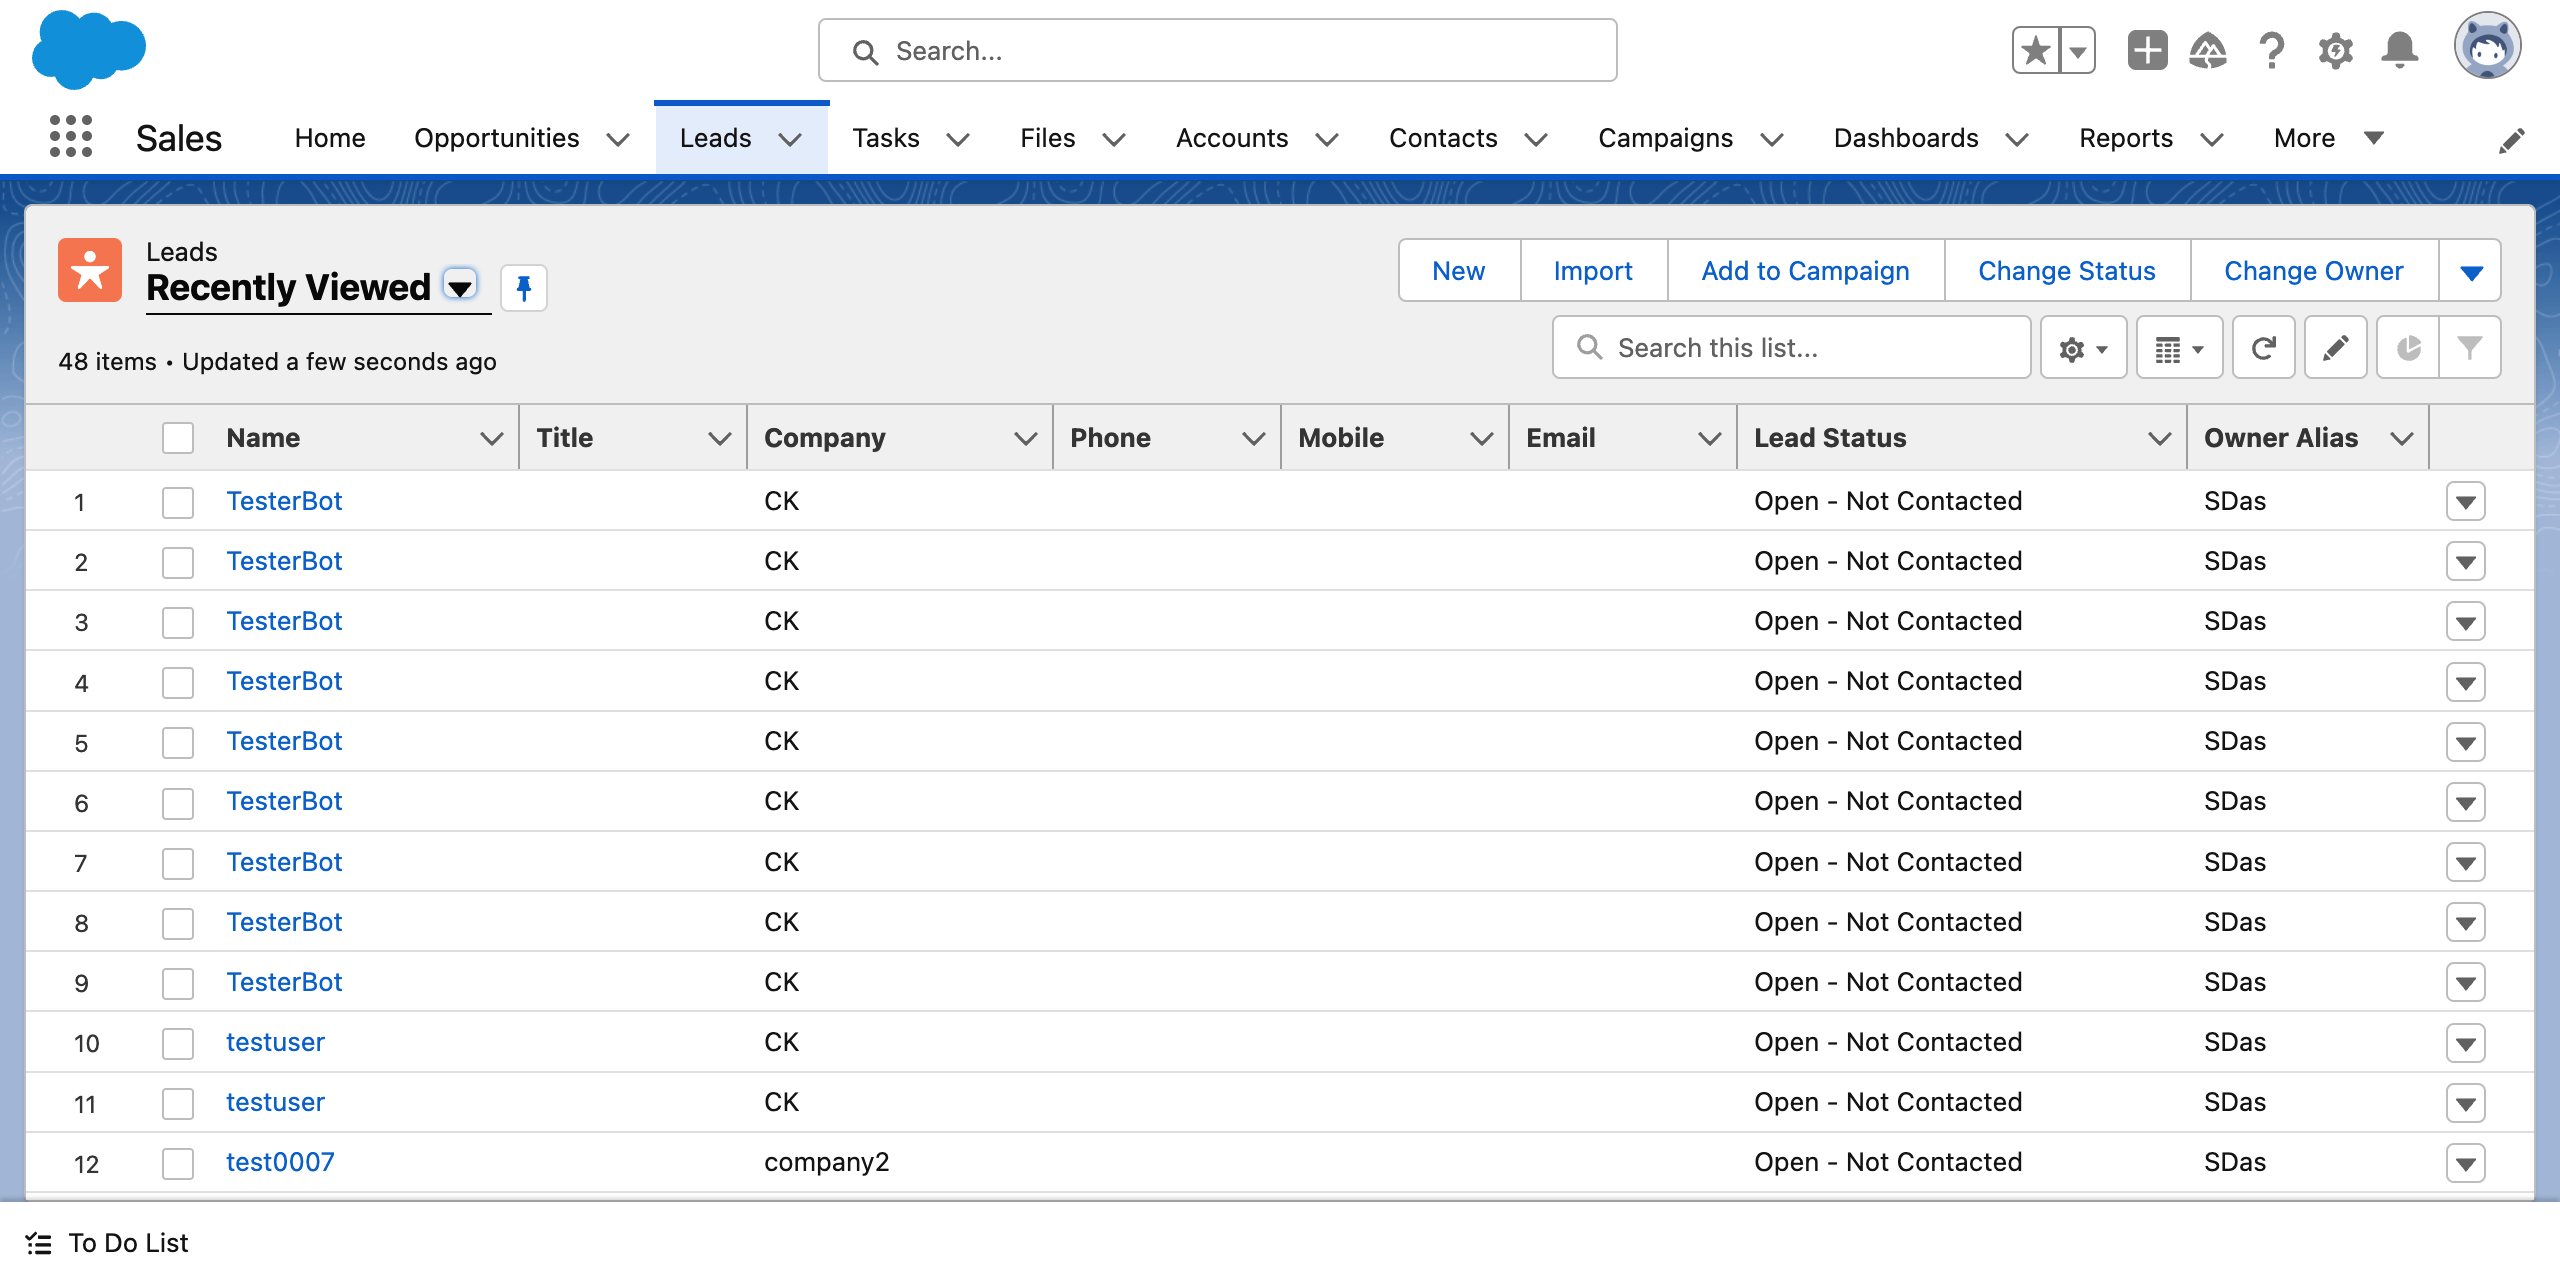 Search...
Sales Home Opportunities Leads Tasks Files Accounts Contacts Campaigns Dashboards Reports More
Leads
Recently Viewed
New Import Add to Campaign Change Status Change Owner
48 items • Updated a few seconds ago
Search this list...
Name Title Company Phone Mobile Email Lead Status Owner Alias
1 TesterBot CK Open - Not Contacted SDas
2 TesterBot CK Open - Not Contacted SDas
3 TesterBot CK Open - Not Contacted SDas
4 TesterBot CK Open - Not Contacted SDas
5 TesterBot CK Open - Not Contacted SDas
6 TesterBot CK Open - Not Contacted SDas
7 TesterBot CK Open - Not Contacted SDas
8 TesterBot CK Open - Not Contacted SDas
9 TesterBot CK Open - Not Contacted SDas
10 testuser CK Open - Not Contacted SDas
11 testuser CK Open - Not Contacted SDas
12 test0007 company2 Open - Not Contacted SDas
To Do List